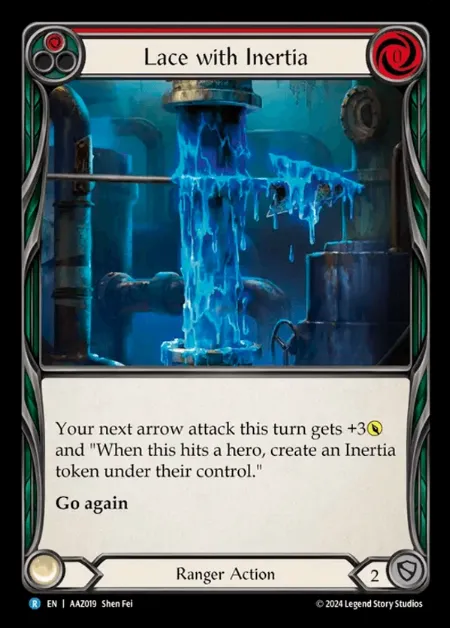 Lace with Inertia
0
Your next arrow attack this turn gets +3
and "When this hits a hero, create an Inertia
token under their control."
Go again
Ranger Action
2
R EN | AAZ019 Shen Fei
© 2024 Legend Story Studios